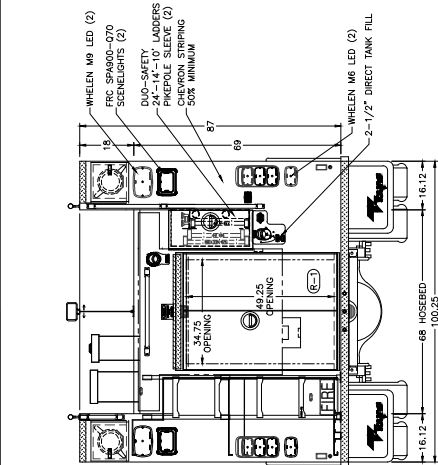 WHELEN M9 LED (2)
FRC SPA900-Q70
SCENELIGHTS (2)
DUO-SAFETY
24'-14'-10' LADDERS
PIKEPOLE SLEEVE (2)
CHEVRON STRIPING
50% MINIMUM
WHELEN M6 LED (2)
2-1/2" DIRECT TANK FILL
18
69
87
34.75
OPENING
49.25
OPENING
R-1
FIRE
16.12
68 HOSEBED
16.12
100.25